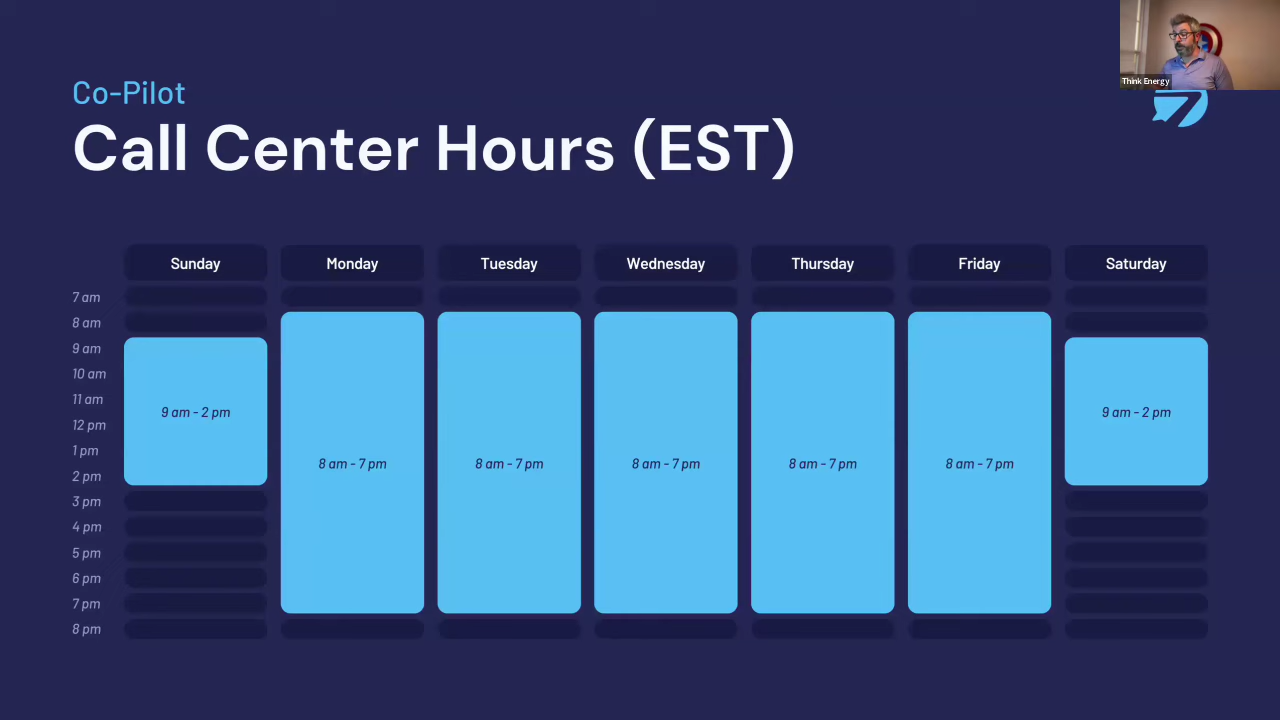 Think Energy
Co-Pilot
Call Center Hours (EST)
Sunday Monday Tuesday Wednesday Thursday Friday Saturday
7 am
8 am
9 am
10 am
11 am
12 pm
1 pm
2 pm
3 pm
4 pm
5 pm
6 pm
7 pm
8 pm
9 am - 2 pm
8 am - 7 pm
8 am - 7 pm
8 am - 7 pm
8 am - 7 pm
8 am - 7 pm
9 am - 2 pm